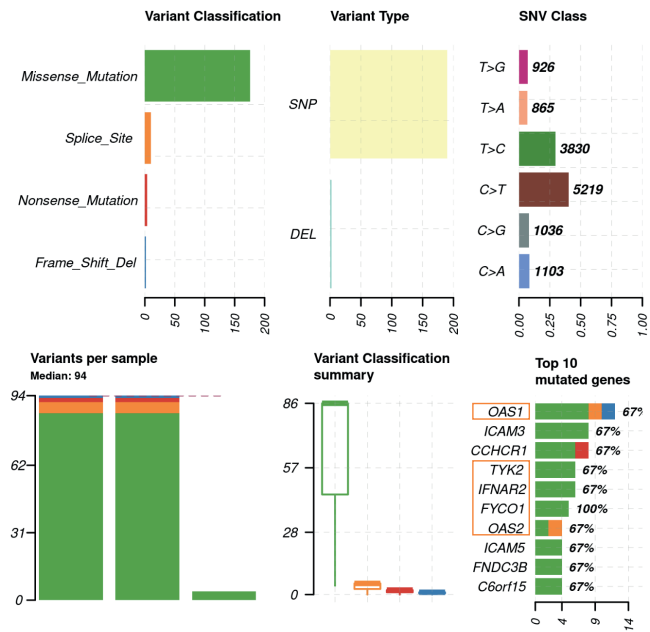 Variant Classification
Missense_Mutation
Splice_Site
Nonsense_Mutation
Frame_Shift_Del
0
50
100
150
200
Variant Type
SNP
DEL
0
50
100
150
200
SNV Class
T>G
926
T>A
865
T>C
3830
C>T
5219
C>G
1036
C>A
1103
0.00
0.25
0.50
0.75
1.00
Variants per sample
Median: 94
94
62
31
0
Variant Classification
summary
86
57
28
0
Top 10
mutated genes
OAS1
67%
ICAM3
67%
CCHCR1
67%
TYK2
67%
IFNAR2
67%
FYCO1
100%
OAS2
67%
ICAM5
67%
FNDC3B
67%
C6orf15
67%
0
4
9
14